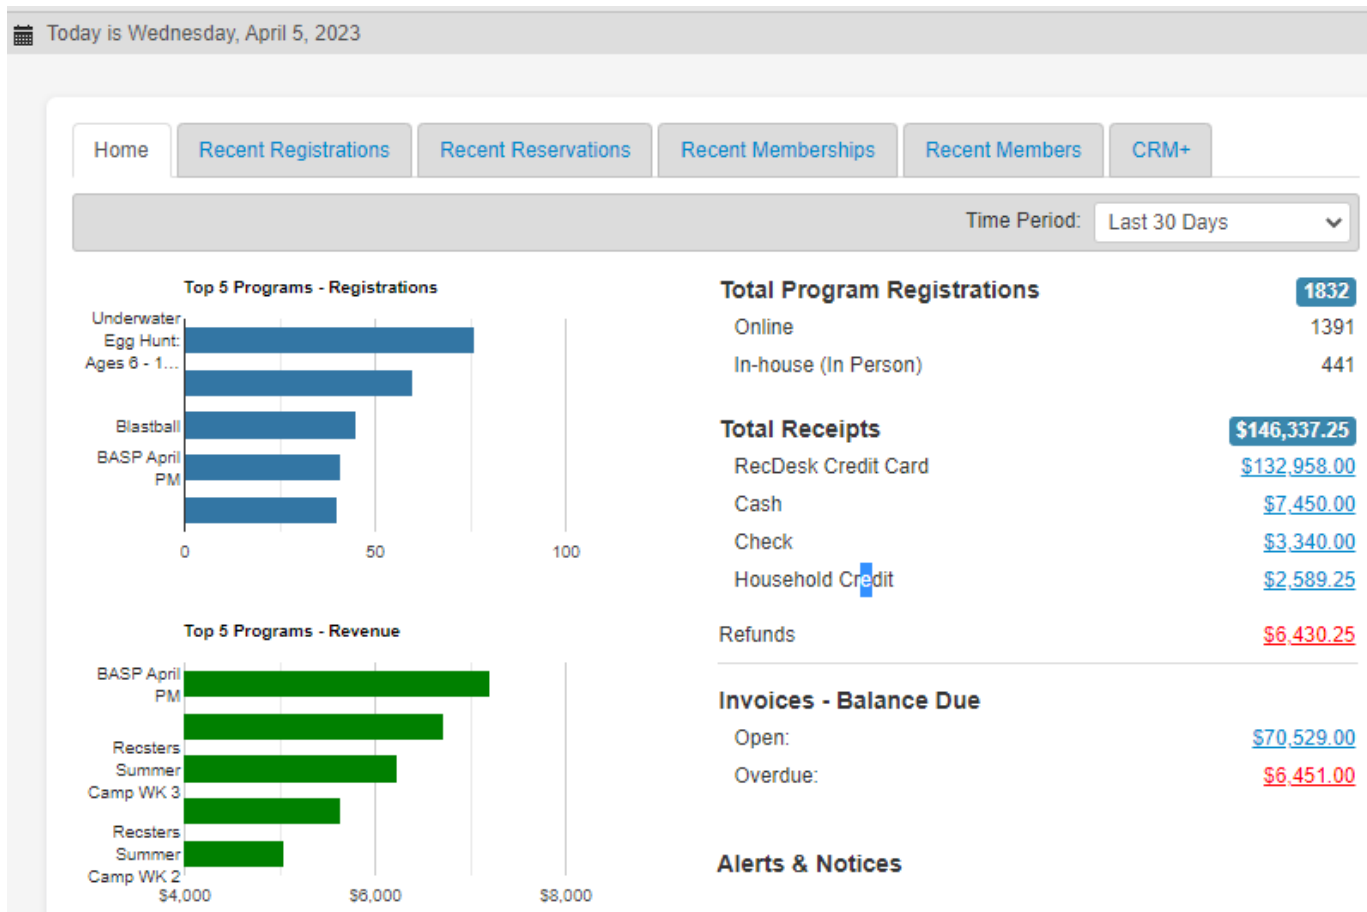 Today is Wednesday, April 5, 2023
Home
Recent Registrations
Recent Reservations
Recent Memberships
Recent Members
CRM+
Time Period:
Last 30 Days
Top 5 Programs - Registrations
Underwater
Egg Hunt:
Ages 6 - 1...
Blastball
BASP April
PM
0
50
100
Top 5 Programs - Revenue
BASP April
PM
Recsters
Summer
Camp WK 3
Recsters
Summer
Camp WK 2
$4,000
$6,000
$8,000
Total Program Registrations 1832
Online 1391
In-house (In Person) 441
Total Receipts $146,337.25
RecDesk Credit Card $132,958.00
Cash $7,450.00
Check $3,340.00
Household Credit $2,589.25
Refunds $6,430.25
Invoices - Balance Due
Open: $70,529.00
Overdue: $6,451.00
Alerts & Notices